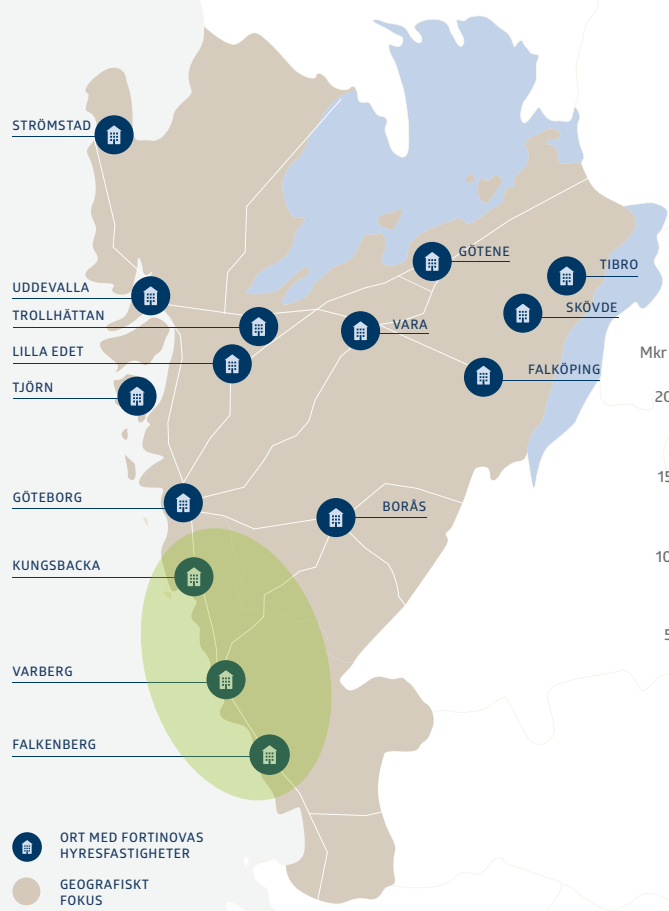 STRÖMSTAD
GÖTENE
TIBRO
UDDEVALLA
SKÖVDE
TROLLHÄTTAN
VARA
LILLA EDET
Mkr
FALKÖPING
TJÖRN
20
15
GÖTEBORG
BORÅS
10
KUNGSBACKA
5
VARBERG
FALKENBERG
ORT MED FORTINOVAS
HYRESFASTIGHETER
GEOGRAFISKT
FOKUS